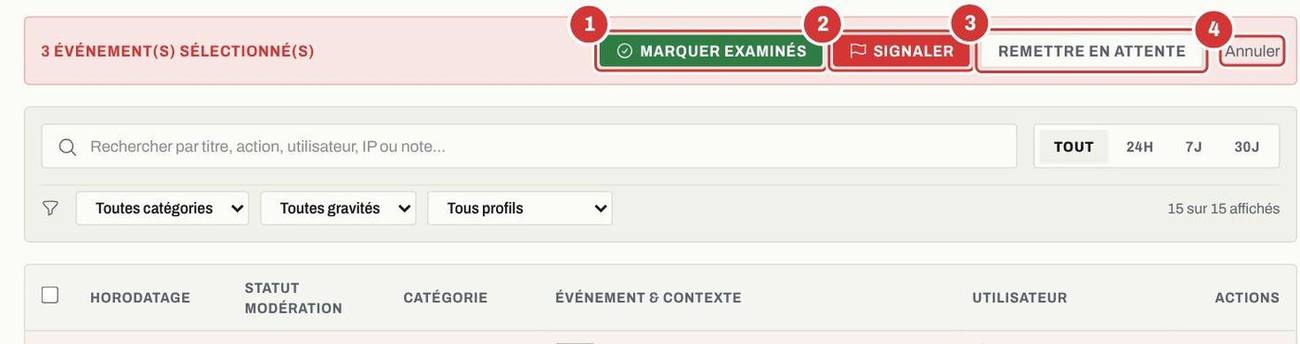 1 2 3 4
3 ÉVÉNEMENT(S) SÉLECTIONNÉ(S) MARQUER EXAMINÉS SIGNALER REMETTRE EN ATTENTE Annuler
Rechercher par titre, action, utilisateur, IP ou note... TOUT 24H 7J 30J
Toutes catégories Toutes gravités Tous profils 15 sur 15 affichés
HORODATAGE STATUT MODÉRATION CATÉGORIE ÉVÉNEMENT & CONTEXTE UTILISATEUR ACTIONS